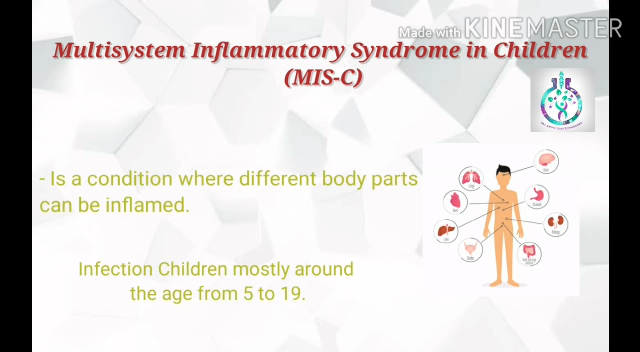 Made with KINEMASTER
Multisystem Inflammatory Syndrome in Children
(MIS-C)
- Is a condition where different body parts
can be inflamed.
Infection Children mostly around
the age from 5 to 19.